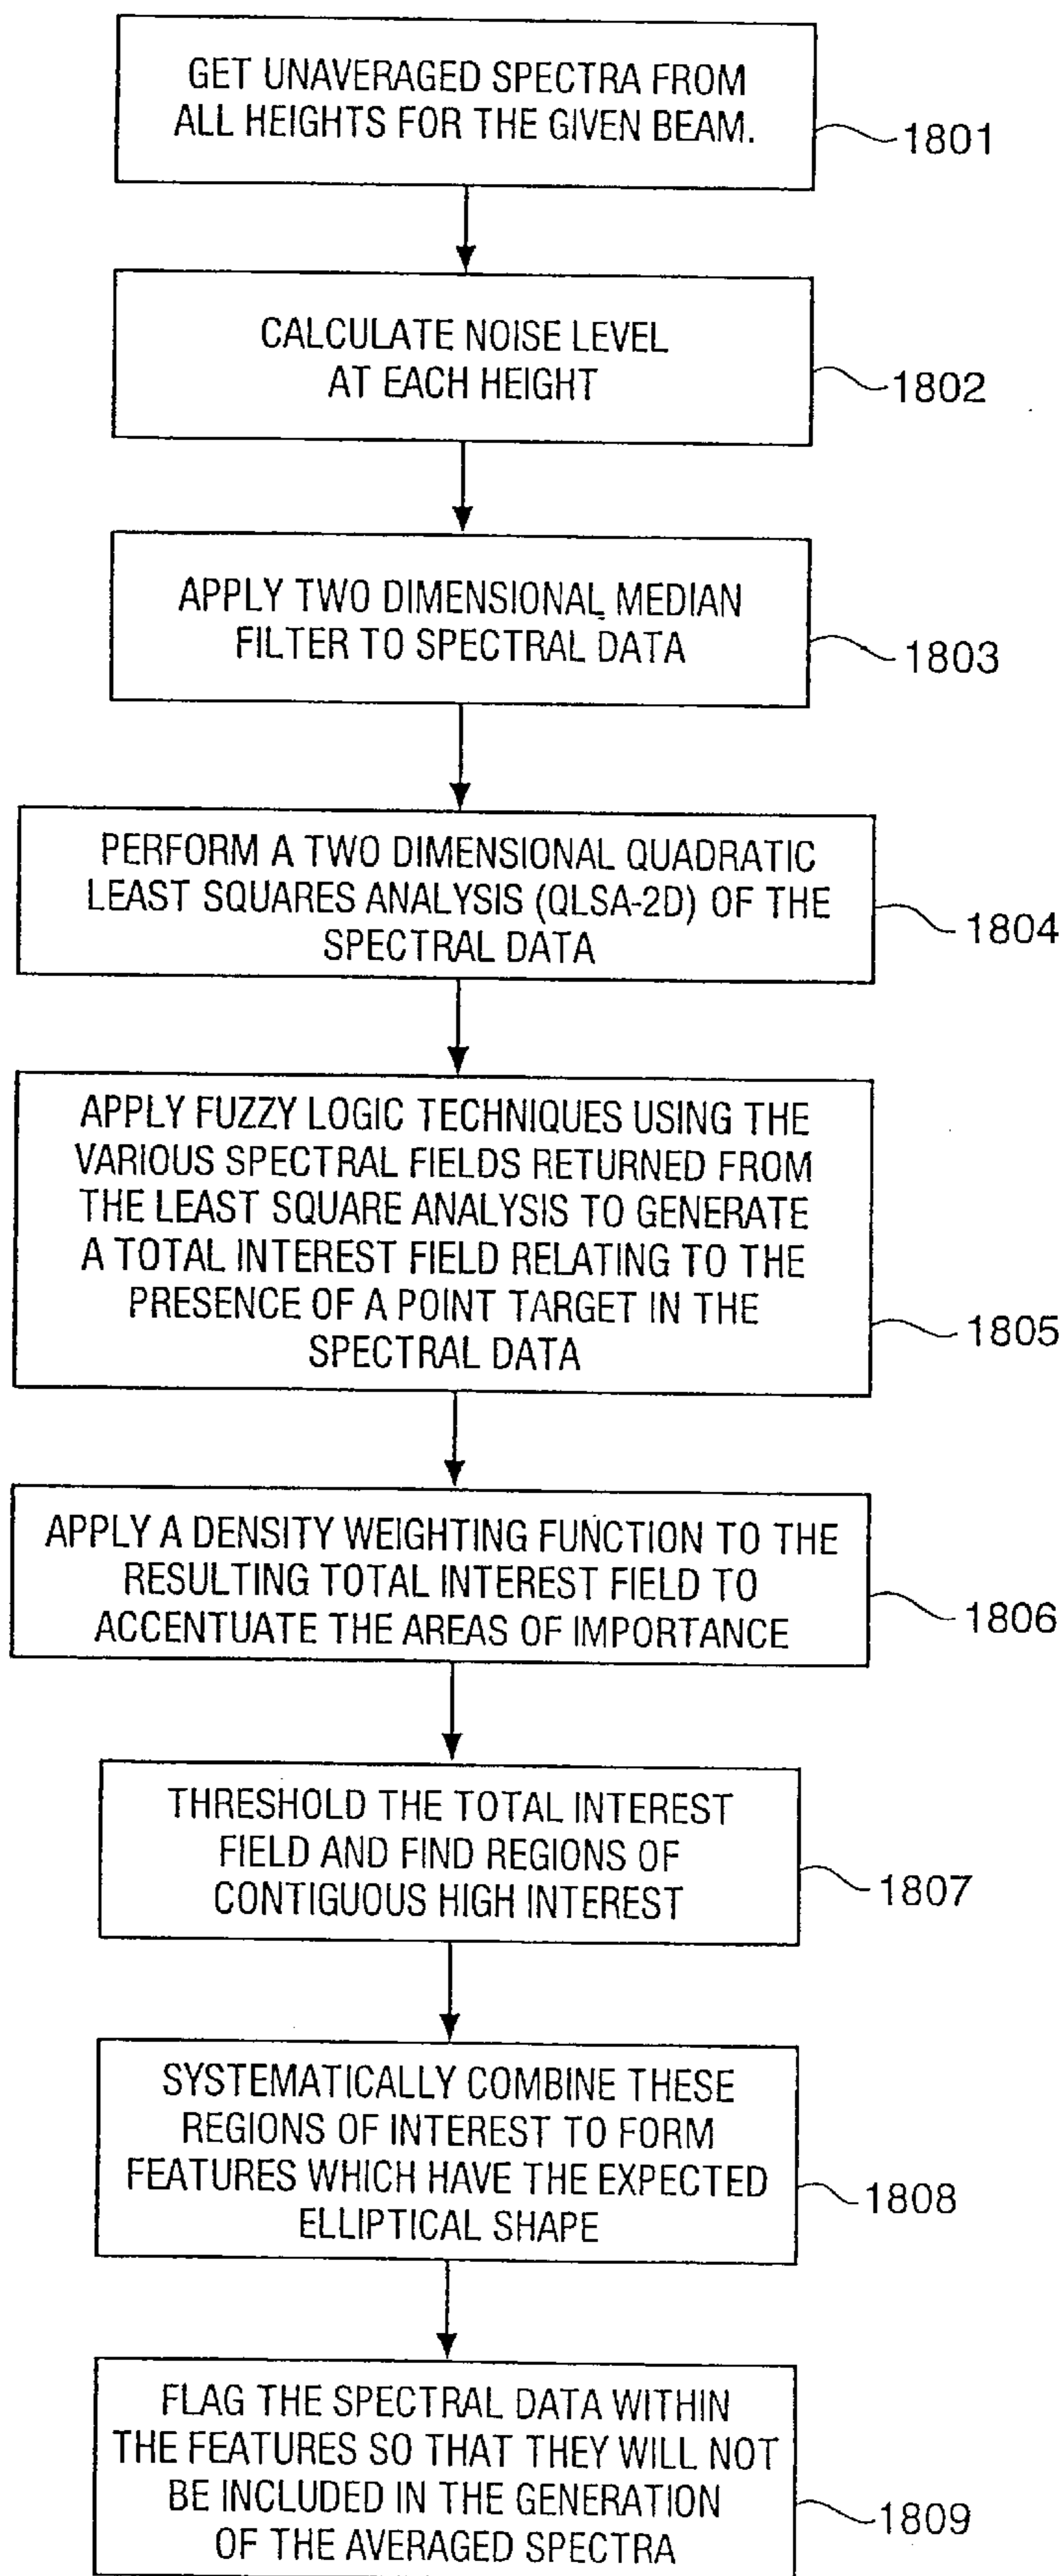 GET UNAVERAGED SPECTRA FROM
ALL HEIGHTS FOR THE GIVEN BEAM.
1801
CALCULATE NOISE LEVEL
AT EACH HEIGHT
1802
APPLY TWO DIMENSIONAL MEDIAN
FILTER TO SPECTRAL DATA
1803
PERFORM A TWO DIMENSIONAL QUADRATIC
LEAST SQUARES ANALYSIS (QLSA-2D) OF THE
SPECTRAL DATA
1804
APPLY FUZZY LOGIC TECHNIQUES USING THE
VARIOUS SPECTRAL FIELDS RETURNED FROM
THE LEAST SQUARE ANALYSIS TO GENERATE
A TOTAL INTEREST FIELD RELATING TO THE
PRESENCE OF A POINT TARGET IN THE
SPECTRAL DATA
1805
APPLY A DENSITY WEIGHTING FUNCTION TO THE
RESULTING TOTAL INTEREST FIELD TO
ACCENTUATE THE AREAS OF IMPORTANCE
1806
THRESHOLD THE TOTAL INTEREST
FIELD AND FIND REGIONS OF
CONTIGUOUS HIGH INTEREST
1807
SYSTEMATICALLY COMBINE THESE
REGIONS OF INTEREST TO FORM
FEATURES WHICH HAVE THE EXPECTED
ELLIPTICAL SHAPE
1808
FLAG THE SPECTRAL DATA WITHIN
THE FEATURES SO THAT THEY WILL NOT
BE INCLUDED IN THE GENERATION
OF THE AVERAGED SPECTRA
1809